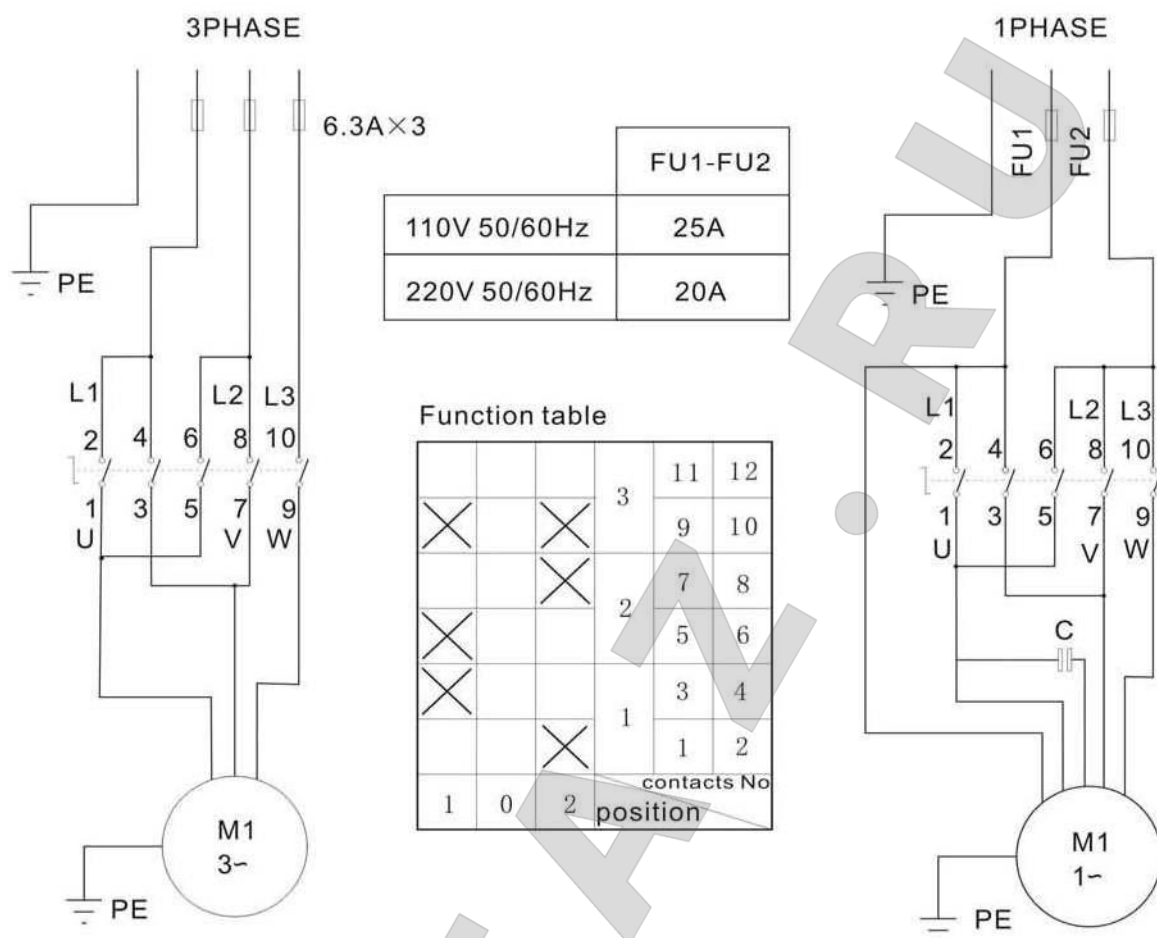 3PHASE
6.3A×3
PE
L1
L2
L3
2
4
6
8
10
1
3
5
7
9
U
V
W
M1
3~
PE
FU1-FU2
110V 50/60Hz
25A
220V 50/60Hz
20A
Function table
3
11
12
9
10
2
7
8
5
6
1
3
4
1
2
contacts No
1
0
2
position
1PHASE
FU1
FU2
PE
L1
L2
L3
2
4
6
8
10
1
3
5
7
9
U
V
W
C
M1
1~
PE
AZ.RU